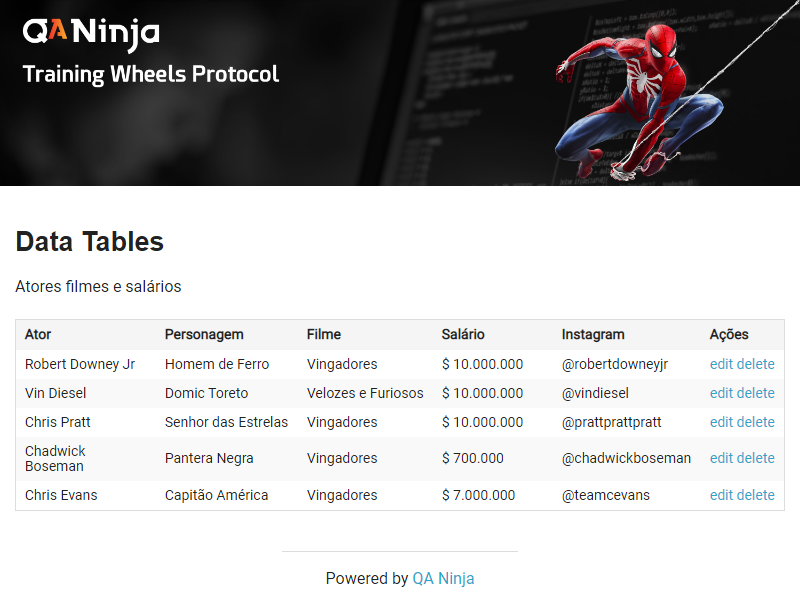 QANinja
Training Wheels Protocol
Data Tables
Atores filmes e salários
Ator Personagem Filme Salário Instagram Ações
Robert Downey Jr Homem de Ferro Vingadores $ 10.000.000 @robertdowneyjr edit delete
Vin Diesel Domic Toreto Velozes e Furiosos $ 10.000.000 @vindiesel edit delete
Chris Pratt Senhor das Estrelas Vingadores $ 10.000.000 @prattprattpratt edit delete
Chadwick Boseman Pantera Negra Vingadores $ 700.000 @chadwickboseman edit delete
Chris Evans Capitão América Vingadores $ 7.000.000 @teamcevans edit delete
Powered by QA Ninja